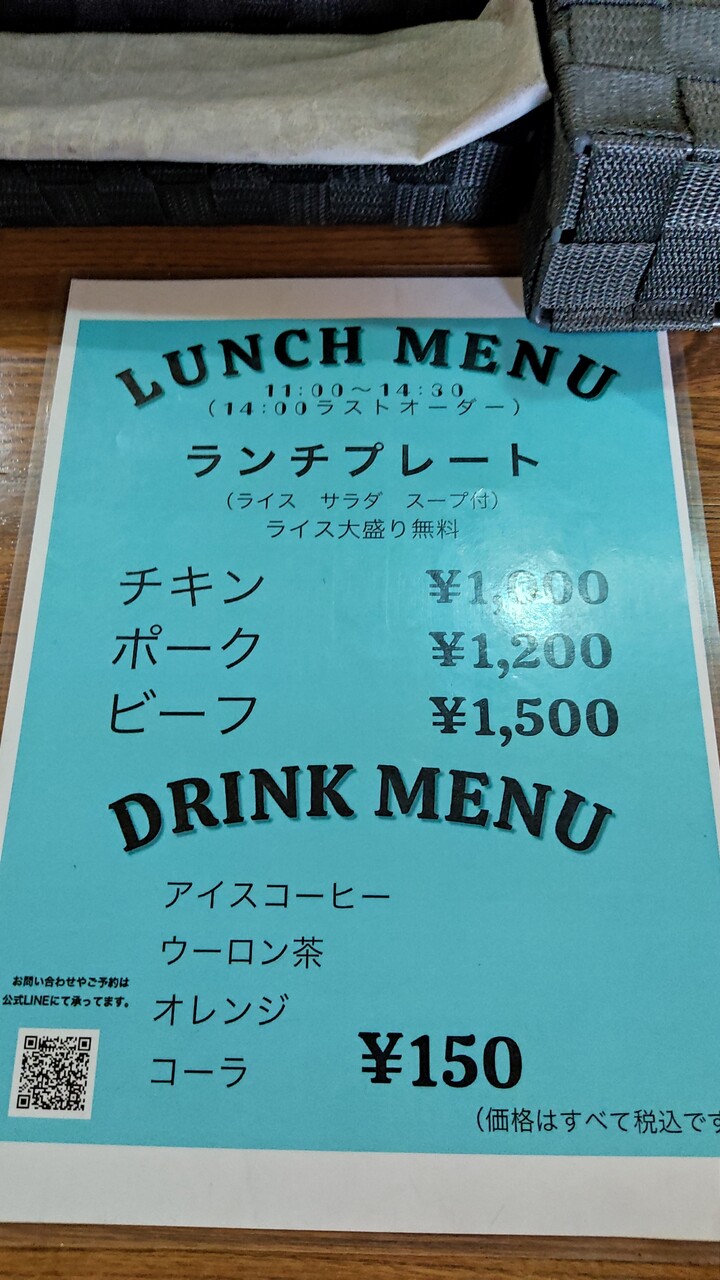 LUNCH MENU
11:00～14:30
（14:00ラストオーダー）
ランチプレート
（ライス　サラダ　スープ付）
ライス大盛り無料
チキン ¥1,000
ポーク ¥1,200
ビーフ ¥1,500
DRINK MENU
アイスコーヒー
ウーロン茶
オレンジ
コーラ ¥150
お問い合わせやご予約は
公式LINEにて承ってます。
（価格はすべて税込です